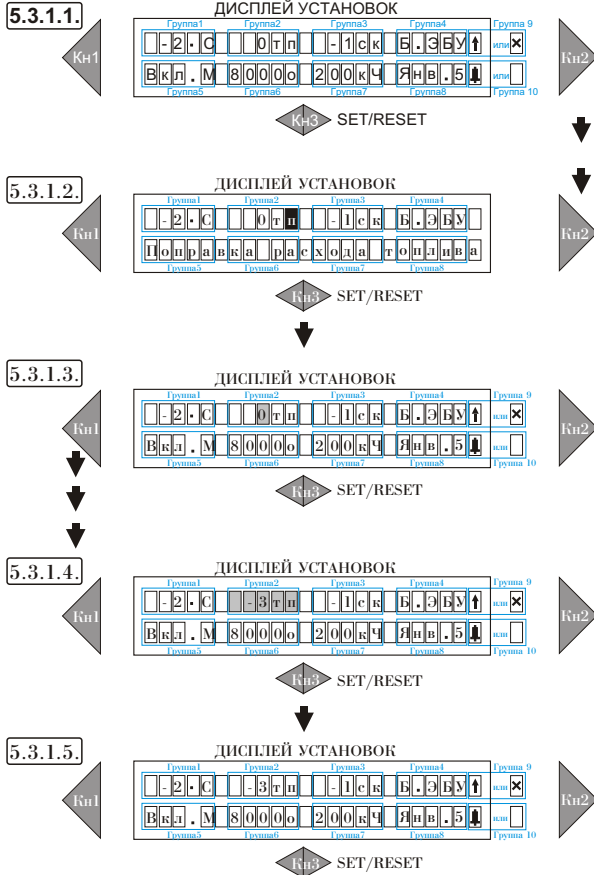 5.3.1.1.
ДИСПЛЕЙ УСТАНОВОК
Группа1 Группа2 Группа3 Группа4 Группа 9
Кн1 -2·С 0тп -1ск Б.ЭБУ↑ или × Кн2
Вкл.М 8000о 200кЧ Янв.5 или
Группа5 Группа6 Группа7 Группа8 Группа 10
Кн3 SET/RESET
5.3.1.2.
ДИСПЛЕЙ УСТАНОВОК
Группа1 Группа2 Группа3 Группа4
Кн1 -2·С 0тп -1ск Б.ЭБУ Кн2
Поправка расхода топлива
Группа5 Группа6 Группа7 Группа8
Кн3 SET/RESET
5.3.1.3.
ДИСПЛЕЙ УСТАНОВОК
Группа1 Группа2 Группа3 Группа4 Группа 9
Кн1 -2·С 0тп -1ск Б.ЭБУ↑ или × Кн2
Вкл.М 8000о 200кЧ Янв.5 или
Группа5 Группа6 Группа7 Группа8 Группа 10
Кн3 SET/RESET
5.3.1.4.
ДИСПЛЕЙ УСТАНОВОК
Группа1 Группа2 Группа3 Группа4 Группа 9
Кн1 -2·С -3тп -1ск Б.ЭБУ↑ или × Кн2
Вкл.М 8000о 200кЧ Янв.5 или
Группа5 Группа6 Группа7 Группа8 Группа 10
Кн3 SET/RESET
5.3.1.5.
ДИСПЛЕЙ УСТАНОВОК
Группа1 Группа2 Группа3 Группа4 Группа 9
Кн1 -2·С -3тп -1ск Б.ЭБУ↑ или × Кн2
Вкл.М 8000о 200кЧ Янв.5 или
Группа5 Группа6 Группа7 Группа8 Группа 10
Кн3 SET/RESET